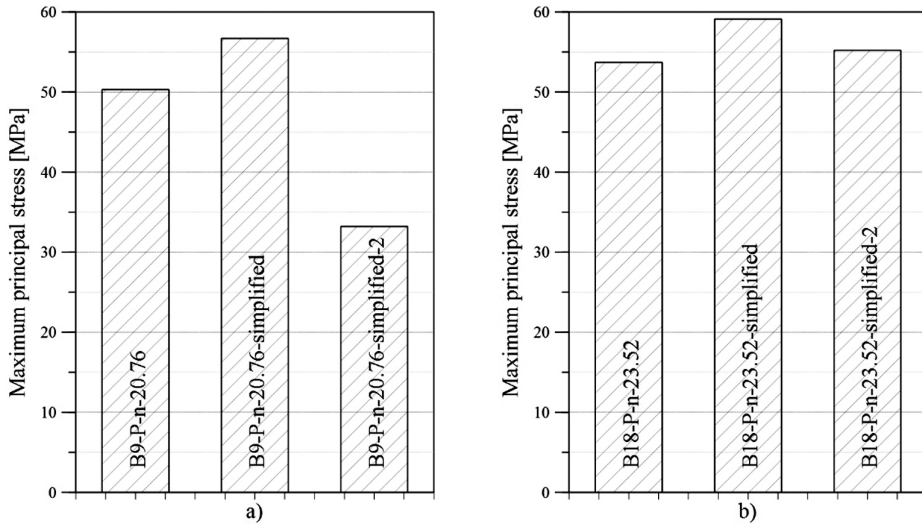 Maximum principal stress [MPa]
60
50
40
30
20
10
0
B9-P-n-20.76
B9-P-n-20.76-simplified
B9-P-n-20.76-simplified-2
a)
Maximum principal stress [MPa]
60
50
40
30
20
10
0
B18-P-n-23.52
B18-P-n-23.52-simplified
B18-P-n-23.52-simplified-2
b)